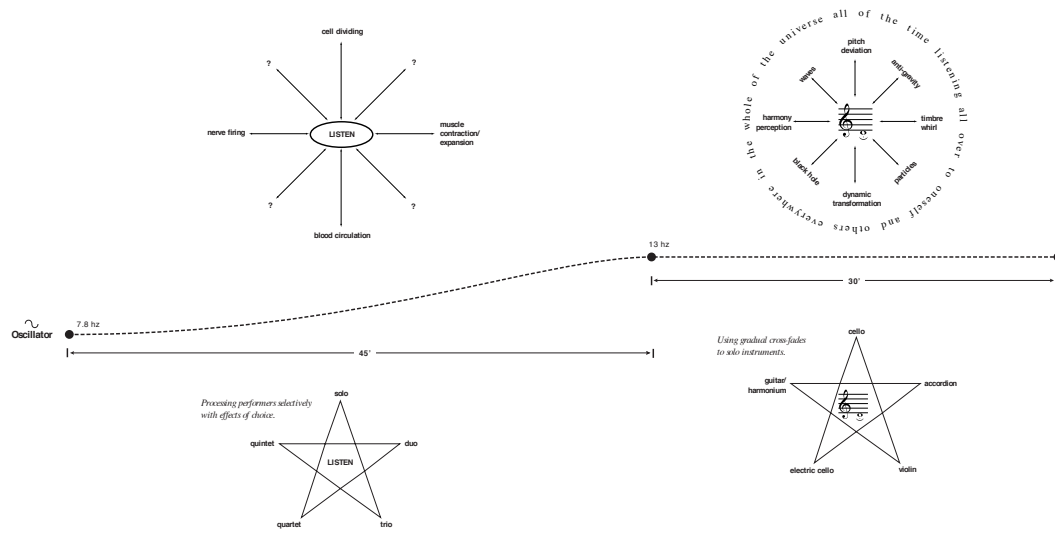 cell dividing
?
?
nerve firing
LISTEN
muscle
contraction/
expansion
?
?
blood circulation
in the whole of the universe all of the time listening all over to oneself and others everywhere
pitch
deviation
waves
anti-gravity
harmony
perception
timbre
whirl
black hole
particles
dynamic
transformation
13 hz
30'
7.8 hz
Oscillator
45'
Processing performers selectively
with effects of choice.
solo
quintet
duo
LISTEN
quartet
trio
Using gradual cross-fades
to solo instruments.
cello
guitar/
harmonium
accordion
electric cello
violin